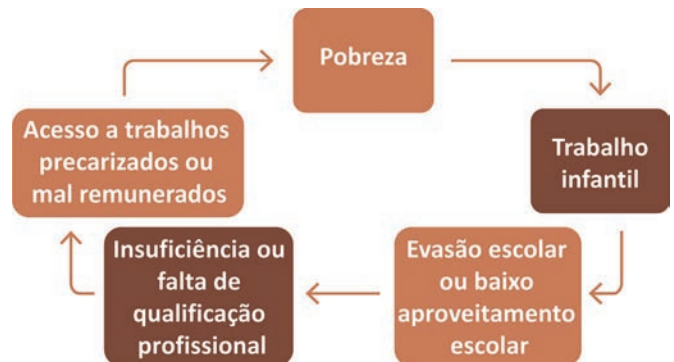 Pobreza
Trabalho
infantil
Evasão escolar
ou baixo
aproveitamento
escolar
Insuficiência ou
falta de
qualificação
profissional
Acesso a trabalhos
precarizados ou
mal remunerados